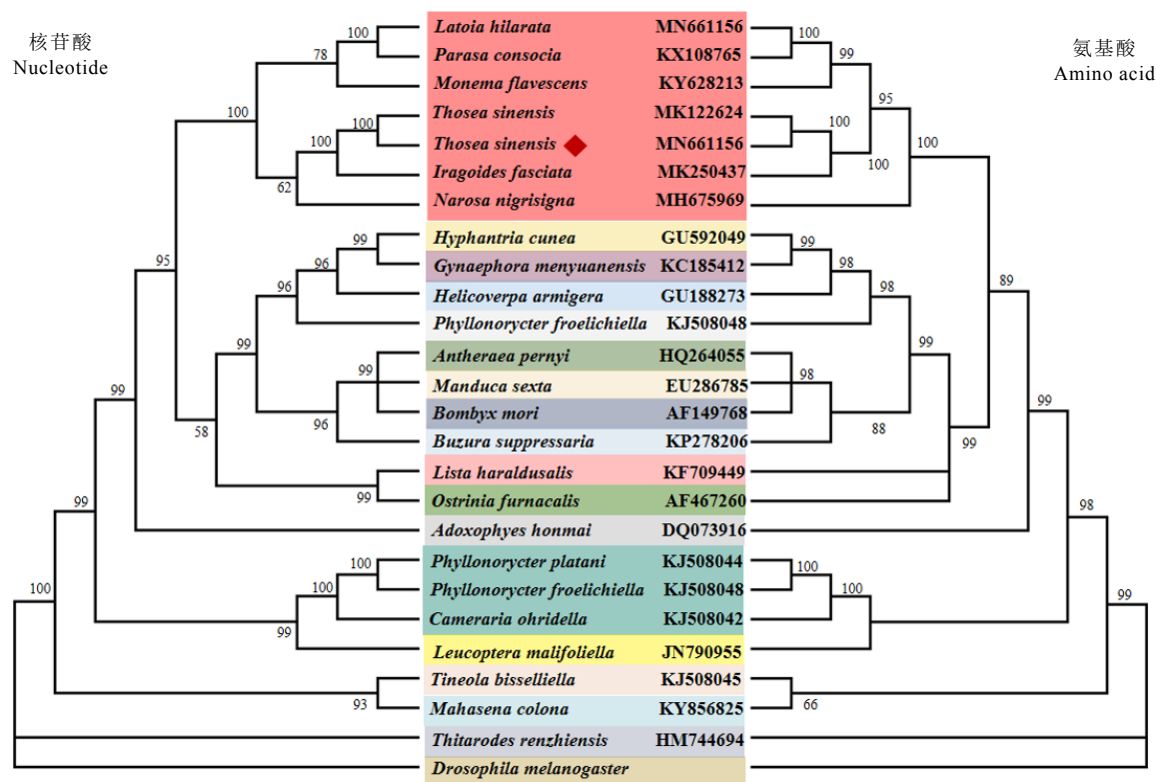 核苷酸
Nucleotide
氨基酸
Amino acid
100 78 Latoia hilarata MN661156 100 99
Parasa consocia KX108765
Monema flavescens KY628213 95
100 100 100 Thosea sinensis MK122624 100
Thosea sinensis MN661156 100
62 Iragoides fasciata MK250437 100
Narosa nigrisigna MH675969
99 96 Hyphantria cunea GU592049 99 98
95 96 Gynaephora menyuanensis KC185412 98 89
Helicoverpa armigera GU188273
99 Phyllonorycter froelichiella KJ508048 99
99 99 Antheraea pernyi HQ264055 98
Manduca sexta EU286785
58 96 Bombyx mori AF149768 88 99 99
Buzura suppressaria KP278206
99 99 Lista haraldusalis KF709449
Ostrinia furnacalis AF467260 98
Adoxophyes honmai DQ073916
100 100 100 Phyllonorycter platani KJ508044 100 100 99
Phyllonorycter froelichiella KJ508048
99 Cameraria ohridella KJ508042
Leucoptera malifoliella JN790955
93 Tineola bisselliella KJ508045 66
Mahasena colona KY856825
Thitarodes renzhiensis HM744694
Drosophila melanogaster